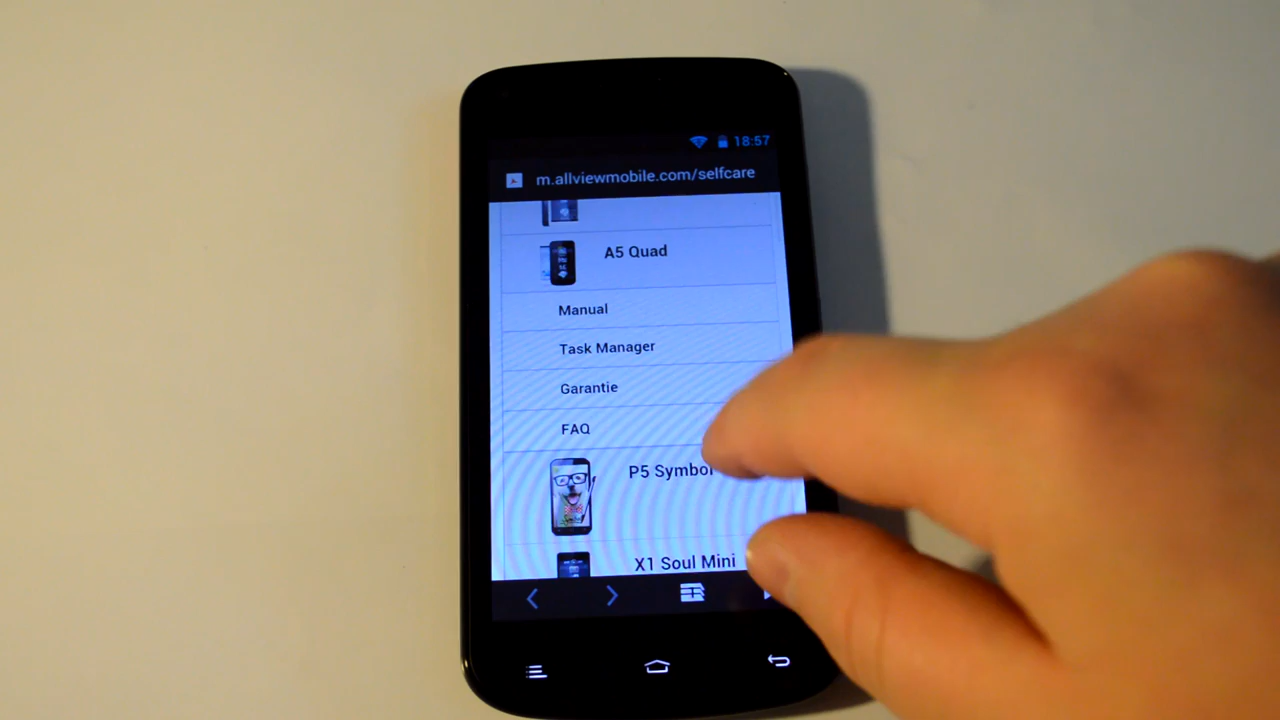 18:57
m.allviewmobile.com/selfcare
A5 Quad
Manual
Task Manager
Garantie
FAQ
P5 Symbol
X1 Soul Mini